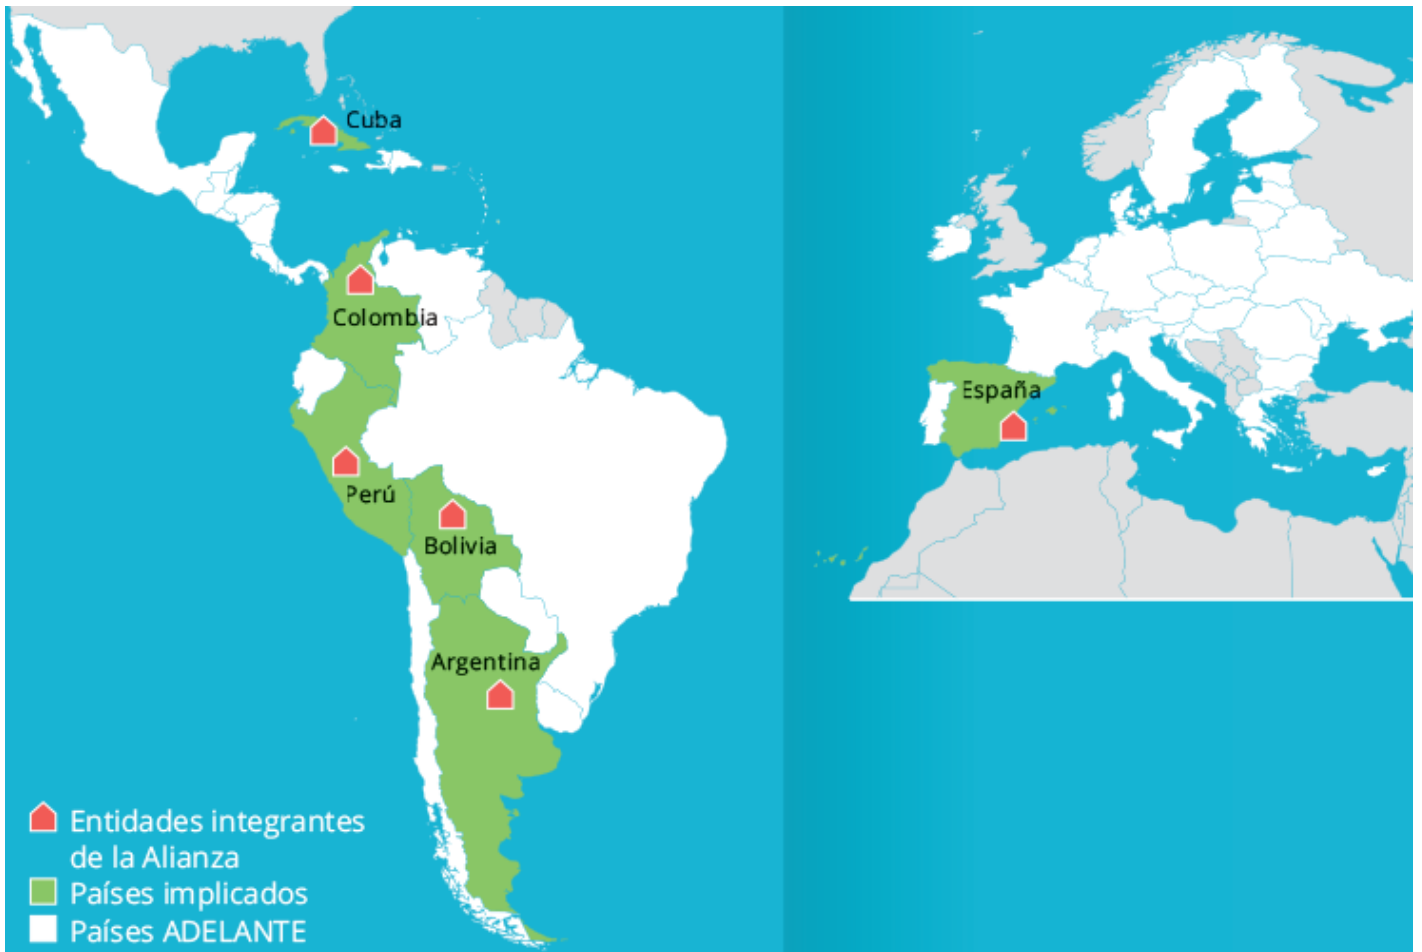 Cuba
Colombia
España
Perú
Bolivia
Argentina
Entidades integrantes
de la Alianza
Países implicados
Países ADELANTE